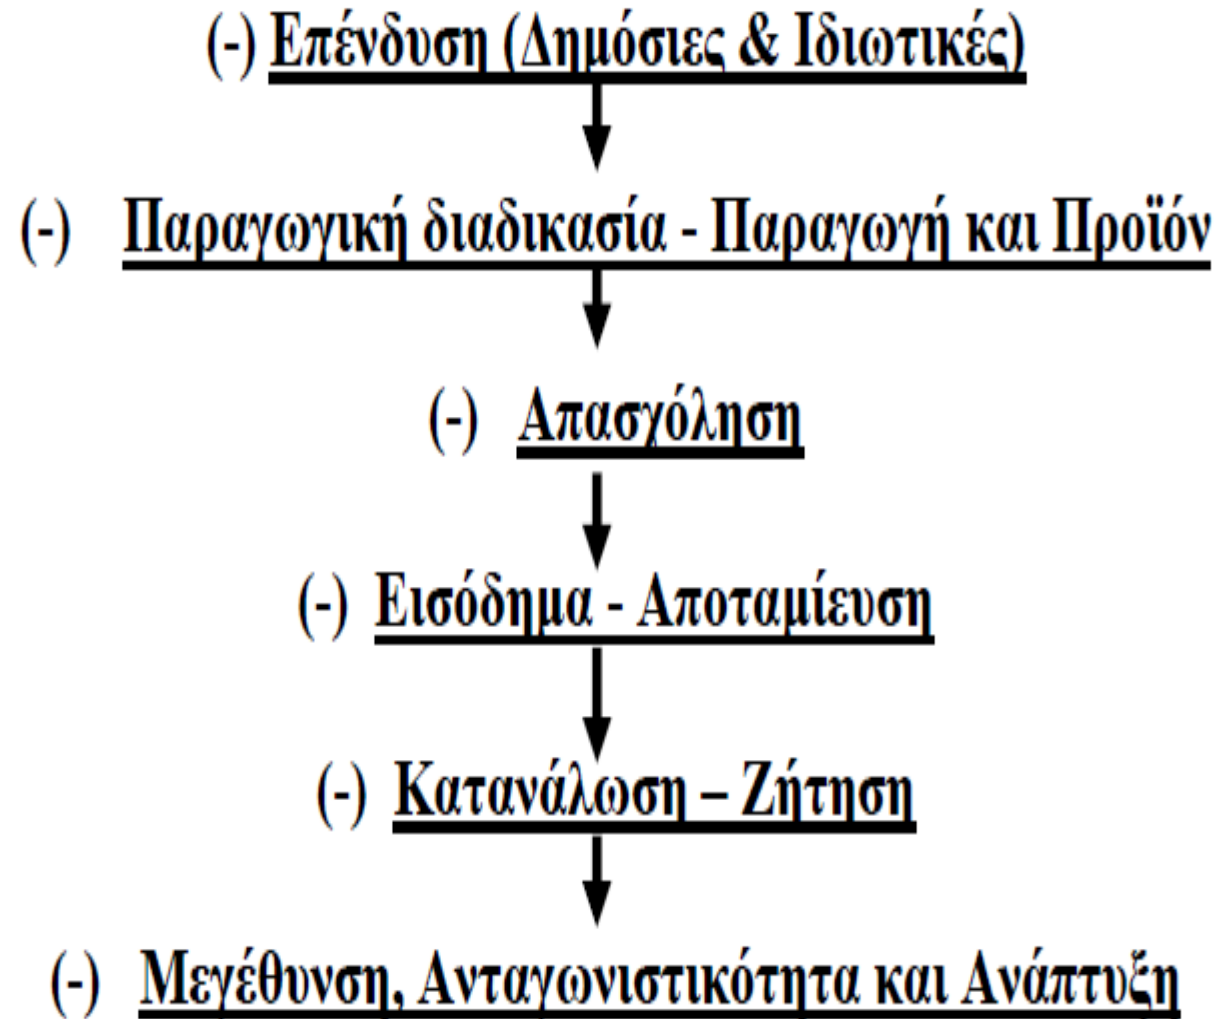 (-) Επένδυση (Δημόσιες & Ιδιωτικές)
(-) Παραγωγική διαδικασία - Παραγωγή και Προϊόν
(-) Απασχόληση
(-) Εισόδημα - Αποταμίευση
(-) Κατανάλωση – Ζήτηση
(-) Μεγέθυνση, Ανταγωνιστικότητα και Ανάπτυξη